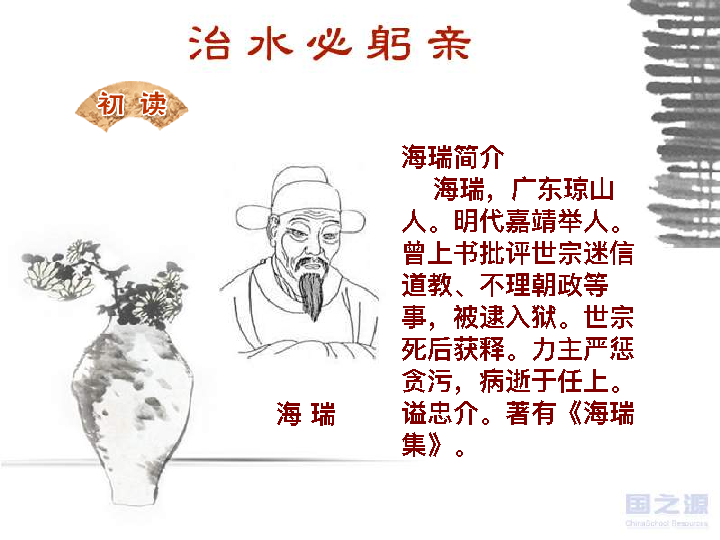 治水必躬亲
初读
海瑞简介
海瑞，广东琼山
人。明代嘉靖举人。
曾上书批评世宗迷信
道教、不理朝政等
事，被逮入狱。世宗
死后获释。力主严惩
贪污，病逝于任上。
谥忠介。著有《海瑞
集》。
海瑞
国之源
ChinaSchool Resources